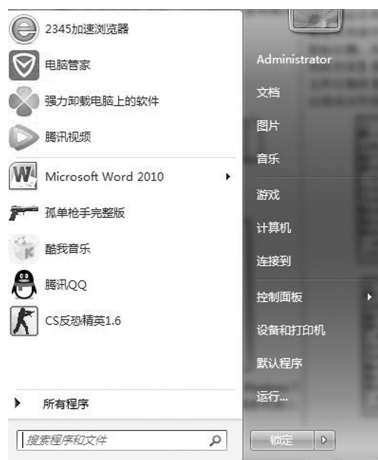 2345加速浏览器
电脑管家
强力卸载电脑上的软件
腾讯视频
Microsoft Word 2010
孤单枪手完整版
酷我音乐
腾讯QQ
CS反恐精英1.6
所有程序
搜索程序和文件
Administrator
文档
图片
音乐
游戏
计算机
连接到
控制面板
设备和打印机
默认程序
运行...
锁定